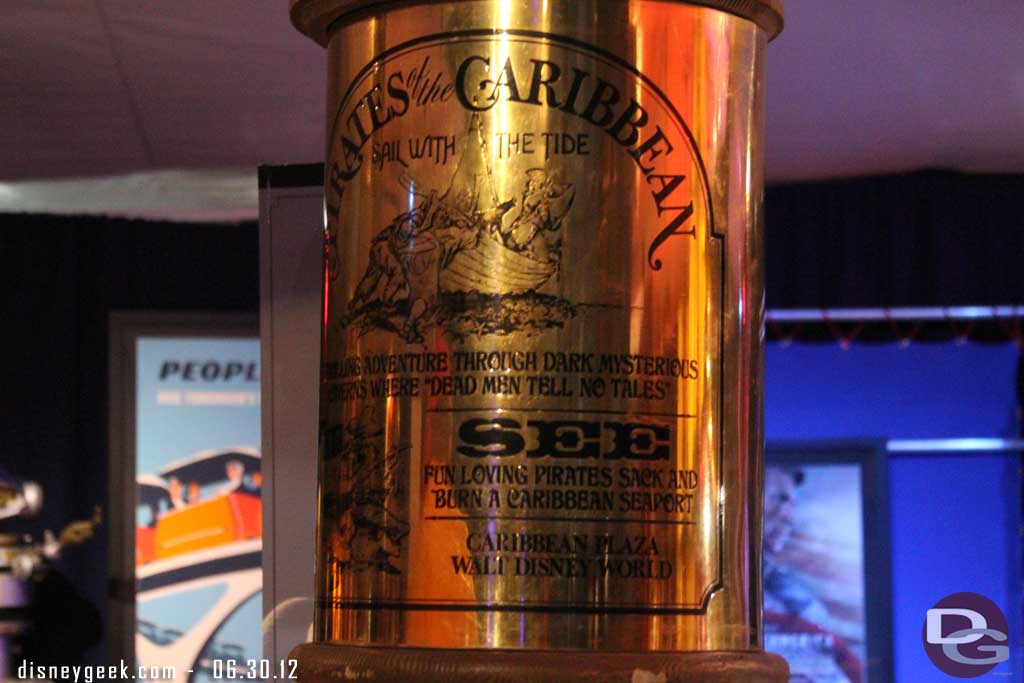 PIRATES of the CARIBBEAN
SAIL WITH THE TIDE
ADVENTURE THROUGH DARK MYSTERIOUS
WHERE "DEAD MEN TELL NO TALES"
SEE
FUN LOVING PIRATES SACK AND
BURN A CARIBBEAN SEAPORT
CARIBBEAN PLAZA
WALT DISNEY WORLD
PEOPL
disneygeek.com - 06.30.12
DG